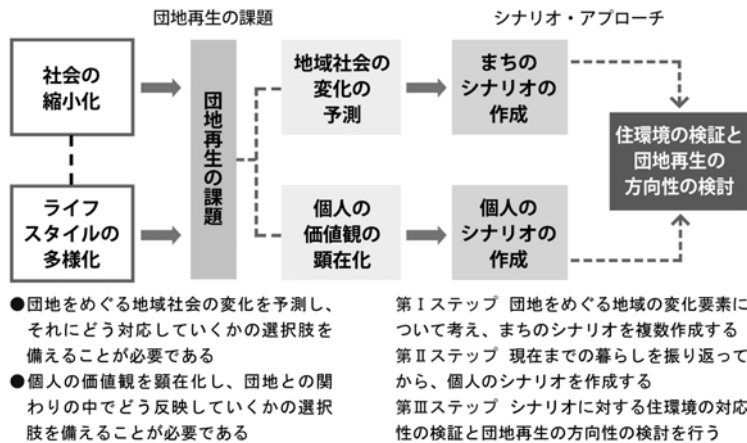 団地再生の課題
シナリオ・アプローチ
社会の
縮小化
ライフ
スタイルの
多様化
団地再生の課題
地域社会の
変化の
予測
個人の
価値観の
顕在化
まちの
シナリオの
作成
個人の
シナリオの
作成
住環境の検証と
団地再生の
方向性の検討
●団地をめぐる地域社会の変化を予測し、
それにどう対応していくかの選択肢を
備えることが必要である
●個人の価値観を顕在化し、団地との関
わりの中でどう反映していくかの選択
肢を備えることが必要である
第Ⅰステップ 団地をめぐる地域の変化要素に
ついて考え、まちのシナリオを複数作成する
第Ⅱステップ 現在までの暮らしを振り返って
から、個人のシナリオを作成する
第Ⅲステップ シナリオに対する住環境の対応
性の検証と団地再生の方向性の検討を行う